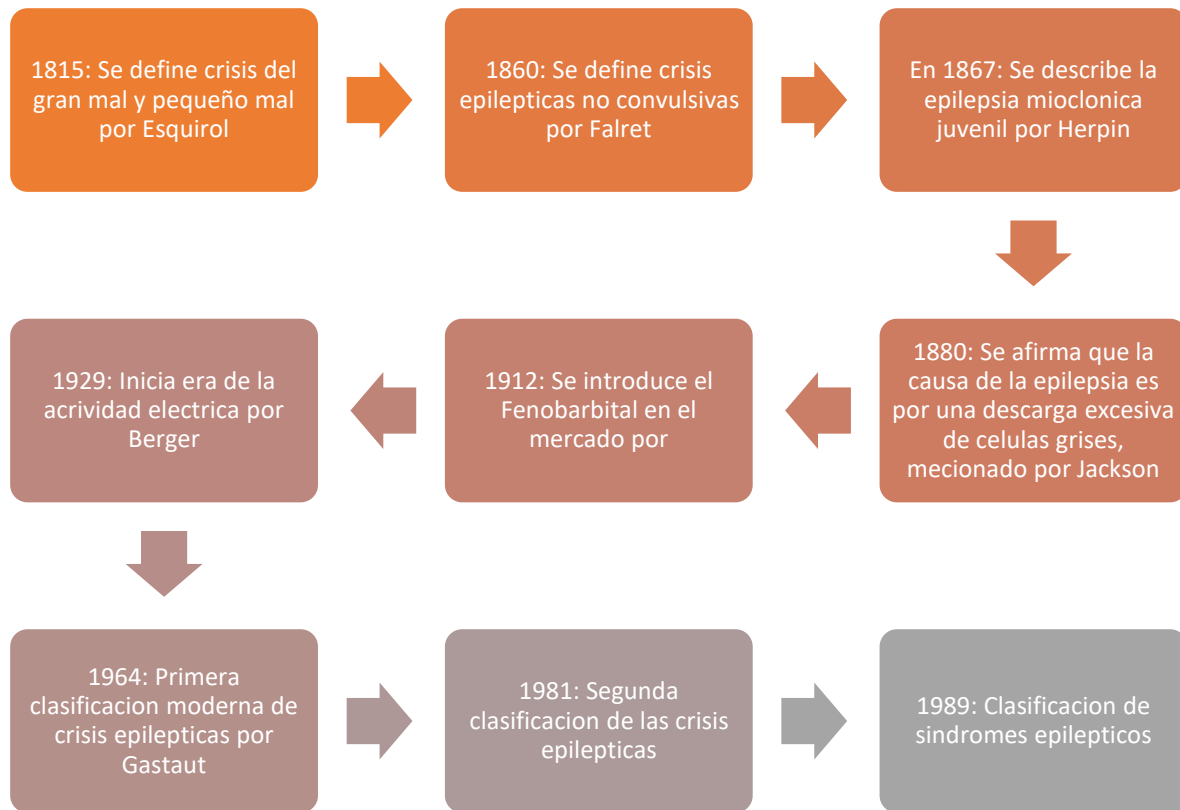 1815: Se define crisis del
gran mal y pequeño mal
por Esquirol
1860: Se define crisis
epilepticas no convulsivas
por Falret
En 1867: Se describe la
epilepsia mioclonica
juvenil por Herpin
1880: Se afirma que la
causa de la epilepsia es
por una descarga excesiva
de celulas grises,
mecionado por Jackson
1912: Se introduce el
Fenobarbital en el
mercado por
1929: Inicia era de la
acrividad electrica por
Berger
1964: Primera
clasificacion moderna de
crisis epilepticas por
Gastaut
1981: Segunda
clasificacion de las crisis
epilepticas
1989: Clasificacion de
sindromes epilepticos